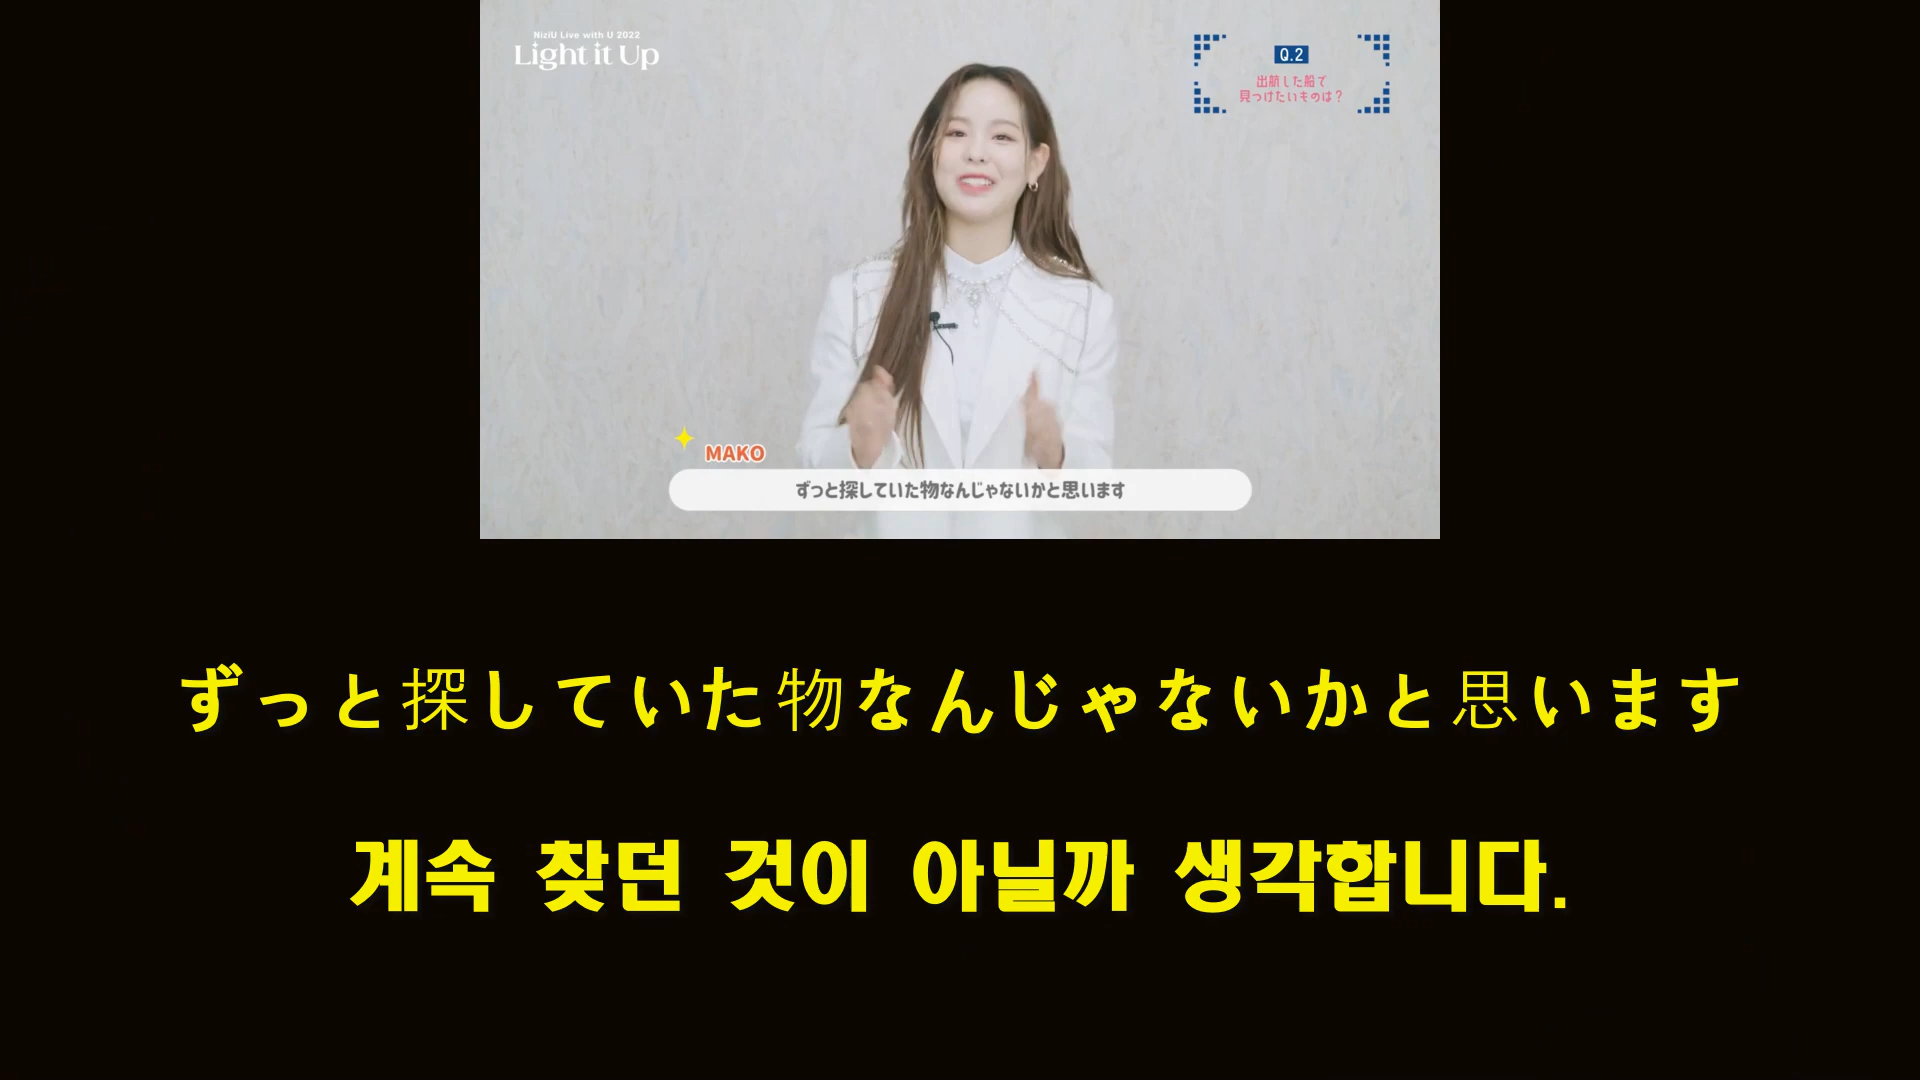 NiziU Live with U 2022
Light it Up
Q.2
出航した船で
見つけたいものは？
MAKO
ずっと探していた物なんじゃないかと思います
ずっと探していた物なんじゃないかと思います
계속 찾던 것이 아닐까 생각합니다.